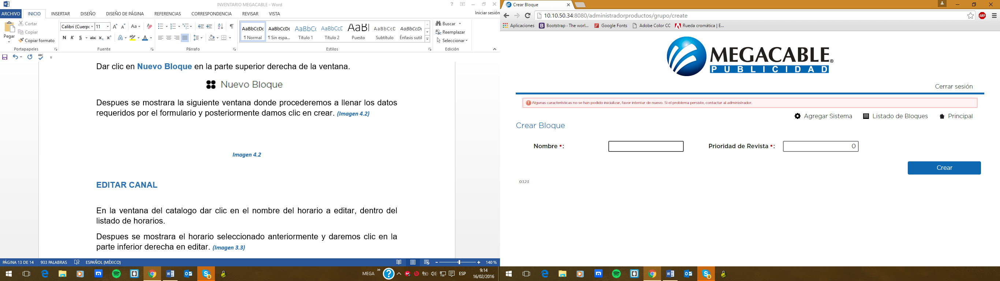 INVENTARIO MEGACABLE - Word
ARCHIVO INICIO INSERTAR DISEÑO DISEÑO DE PÁGINA REFERENCIAS CORRESPONDENCIA REVISAR VISTA Iniciar sesión
Pegar
Cortar
Copiar
Copiar formato
Portapapeles
Calibri (Cuerpo 11
N K S abc x₂ x²
Fuente
Párrafo
AaBbCcDc AaBbCcDc AaBbCc AaBbCcD AaBl AaBbCcD AaBbCcDc
¶ Normal ¶ Sin espa... Título 1 Título 2 Puesto Subtítulo Énfasis sutil
Estilos
Buscar
Reemplazar
Seleccionar
Edición
Dar clic en Nuevo Bloque en la parte superior derecha de la ventana.
Nuevo Bloque
Despues se mostrara la siguiente ventana donde procederemos a llenar los datos
requeridos por el formulario y posteriormente damos clic en crear. (Imagen 4.2)
Imagen 4.2
EDITAR CANAL
En la ventana del catalogo dar clic en el nombre del horario a editar, dentro del
listado de horarios.
Despues se mostrara el horario seleccionado anteriormente y daremos clic en la
parte inferior derecha en editar. (Imagen 3.3)
PÁGINA 13 DE 14 933 PALABRAS ESPAÑOL (MÉXICO) 140 %
MEGA ESP 9:14
16/02/2016
Crear Bloque
10.10.50.34:8080/administradorproductos/grupo/create
ABP
Aplicaciones Bootstrap · The worl... Google Fonts Adobe Color CC Rueda cromática | E...
MEGACABLE®
PUBLICIDAD
Cerrar sesión
Algunas características no se han podido inicializar, favor intentar de nuevo. Si el problema persiste, contactar al administrador.
Agregar Sistema Listado de Bloques Principal
Crear Bloque
Nombre *: Prioridad de Revista *: 0
Crear
0.1.23